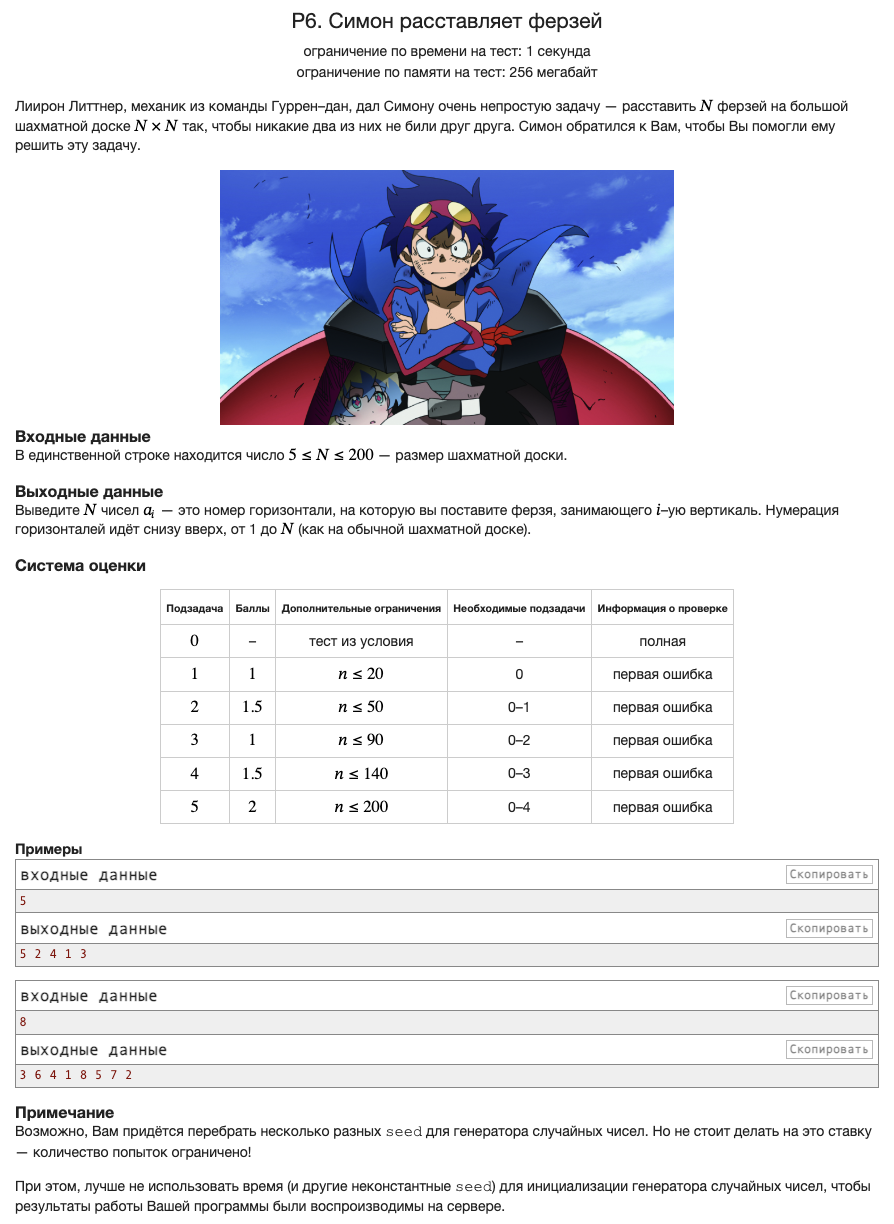 P6. Симон расставляет ферзей
ограничение по времени на тест: 1 секунда
ограничение по памяти на тест: 256 мегабайт
Лиирон Литтнер, механик из команды Гуррен–дан, дал Симону очень непростую задачу — расставить N ферзей на большой
шахматной доске N × N так, чтобы никакие два из них не били друг друга. Симон обратился к Вам, чтобы Вы помогли ему
решить эту задачу.
Входные данные
В единственной строке находится число 5 ≤ N ≤ 200 — размер шахматной доски.
Выходные данные
Выведите N чисел aᵢ — это номер горизонтали, на которую вы поставите ферзя, занимающего i–ую вертикаль. Нумерация
горизонталей идёт снизу вверх, от 1 до N (как на обычной шахматной доске).
Система оценки
Подзадача Баллы Дополнительные ограничения Необходимые подзадачи Информация о проверке
0 – тест из условия – полная
1 1 n ≤ 20 0 первая ошибка
2 1.5 n ≤ 50 0–1 первая ошибка
3 1 n ≤ 90 0–2 первая ошибка
4 1.5 n ≤ 140 0–3 первая ошибка
5 2 n ≤ 200 0–4 первая ошибка
Примеры
входные данные Скопировать
5
выходные данные Скопировать
5 2 4 1 3
входные данные Скопировать
8
выходные данные Скопировать
3 6 4 1 8 5 7 2
Примечание
Возможно, Вам придётся перебрать несколько разных seed для генератора случайных чисел. Но не стоит делать на это ставку
— количество попыток ограничено!
При этом, лучше не использовать время (и другие неконстантные seed) для инициализации генератора случайных чисел, чтобы
результаты работы Вашей программы были воспроизводимы на сервере.